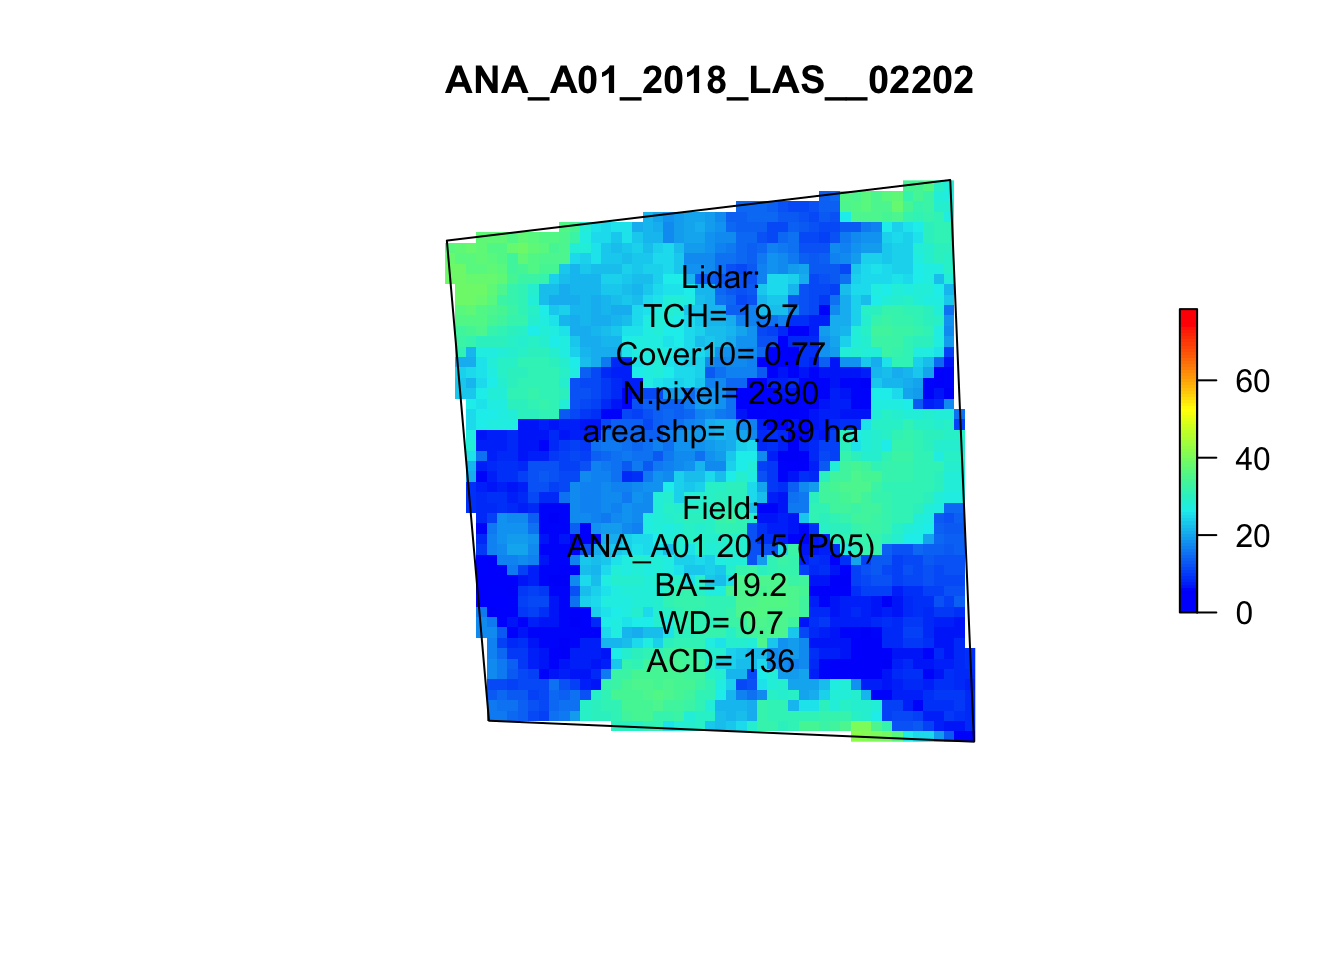 ANA_A01_2018_LAS__02202
Lidar:
TCH= 19.7
Cover10= 0.77
N.pixel= 2390
area.shp= 0.239 ha
Field:
ANA_A01 2015 (P05)
BA= 19.2
WD= 0.7
ACD= 136
60
40
20
0